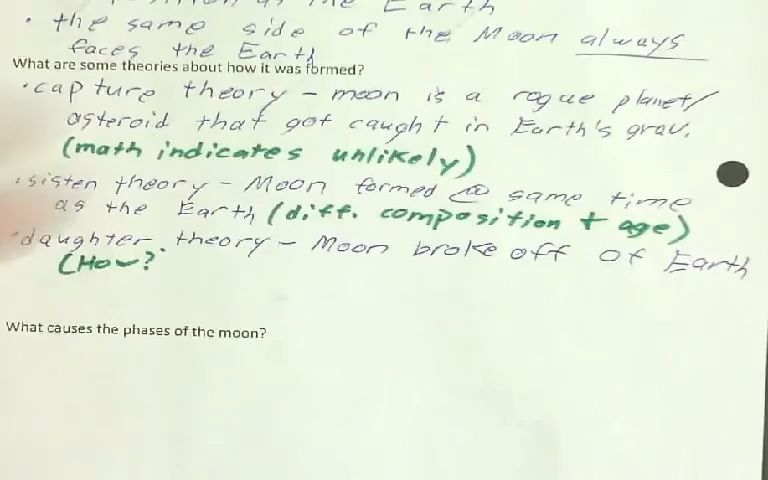 as the Earth
• the same side of the Moon always
faces the Earth
What are some theories about how it was formed?
• capture theory – moon is a rogue planet/
asteroid that got caught in Earth's grav.
(math indicates unlikely)
• sister theory – Moon formed @ same time
as the Earth (diff. composition + age)
• daughter theory – Moon broke off of Earth
(How?
What causes the phases of the moon?